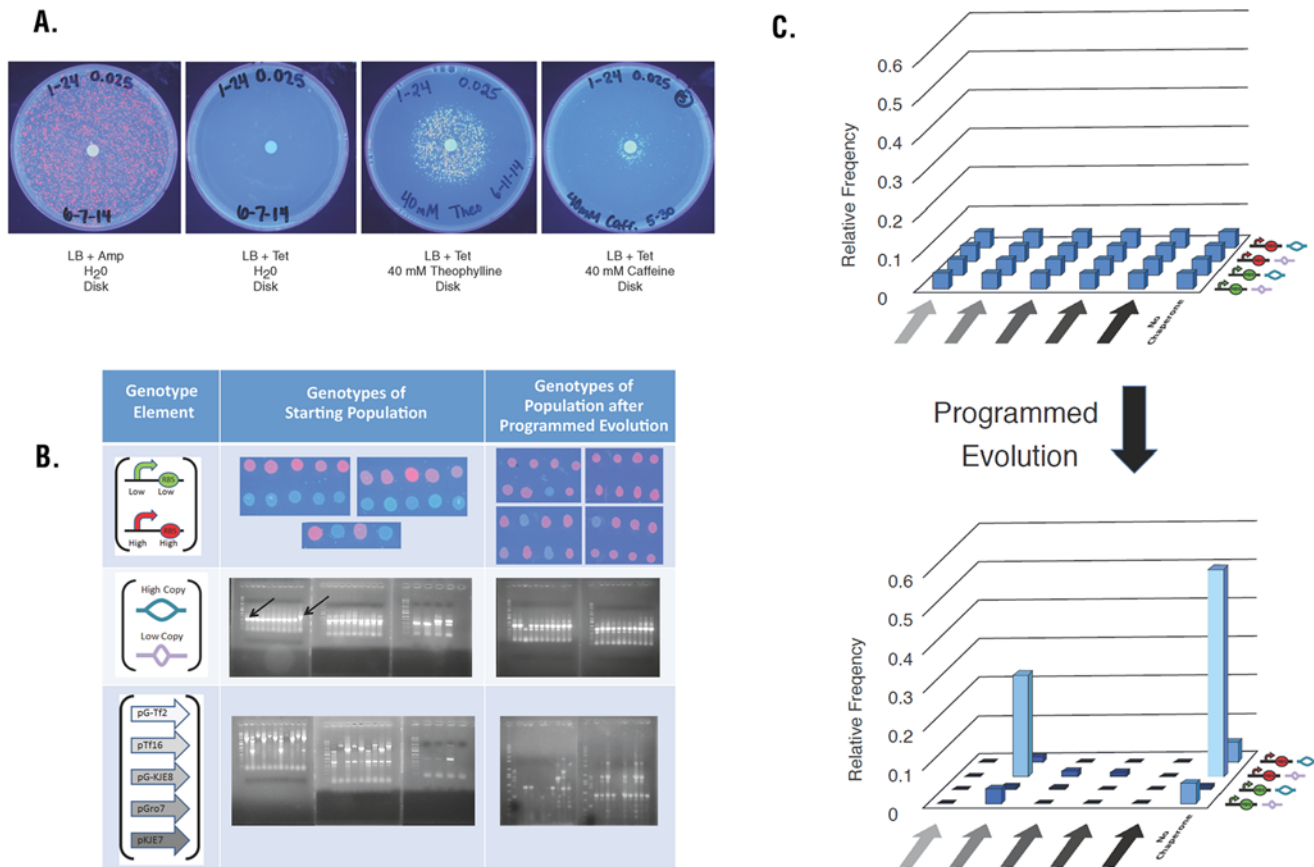 A.
1-24 0.025
6-7-14
1-24 0.025
6-7-14
1-24 0.025
40mM Theo 6-11-14
1-24 0.025 5
40mM Caff. 5-30
LB + Amp
H20
Disk
LB + Tet
H20
Disk
LB + Tet
40 mM Theophylline
Disk
LB + Tet
40 mM Caffeine
Disk
B.
Genotype
Element
Genotypes of
Starting Population
Genotypes of
Population after
Programmed Evolution
RBS
Low Low
RBS
High High
High Copy
Low Copy
pG-Tf2
pTf16
pG-KJE8
pGro7
pKJE7
C.
Relative Freqency
0.6
0.5
0.4
0.3
0.2
0.1
0
No
Chaperone
Programmed
Evolution
Relative Freqency
0.6
0.5
0.4
0.3
0.2
0.1
0
No
Chaperone